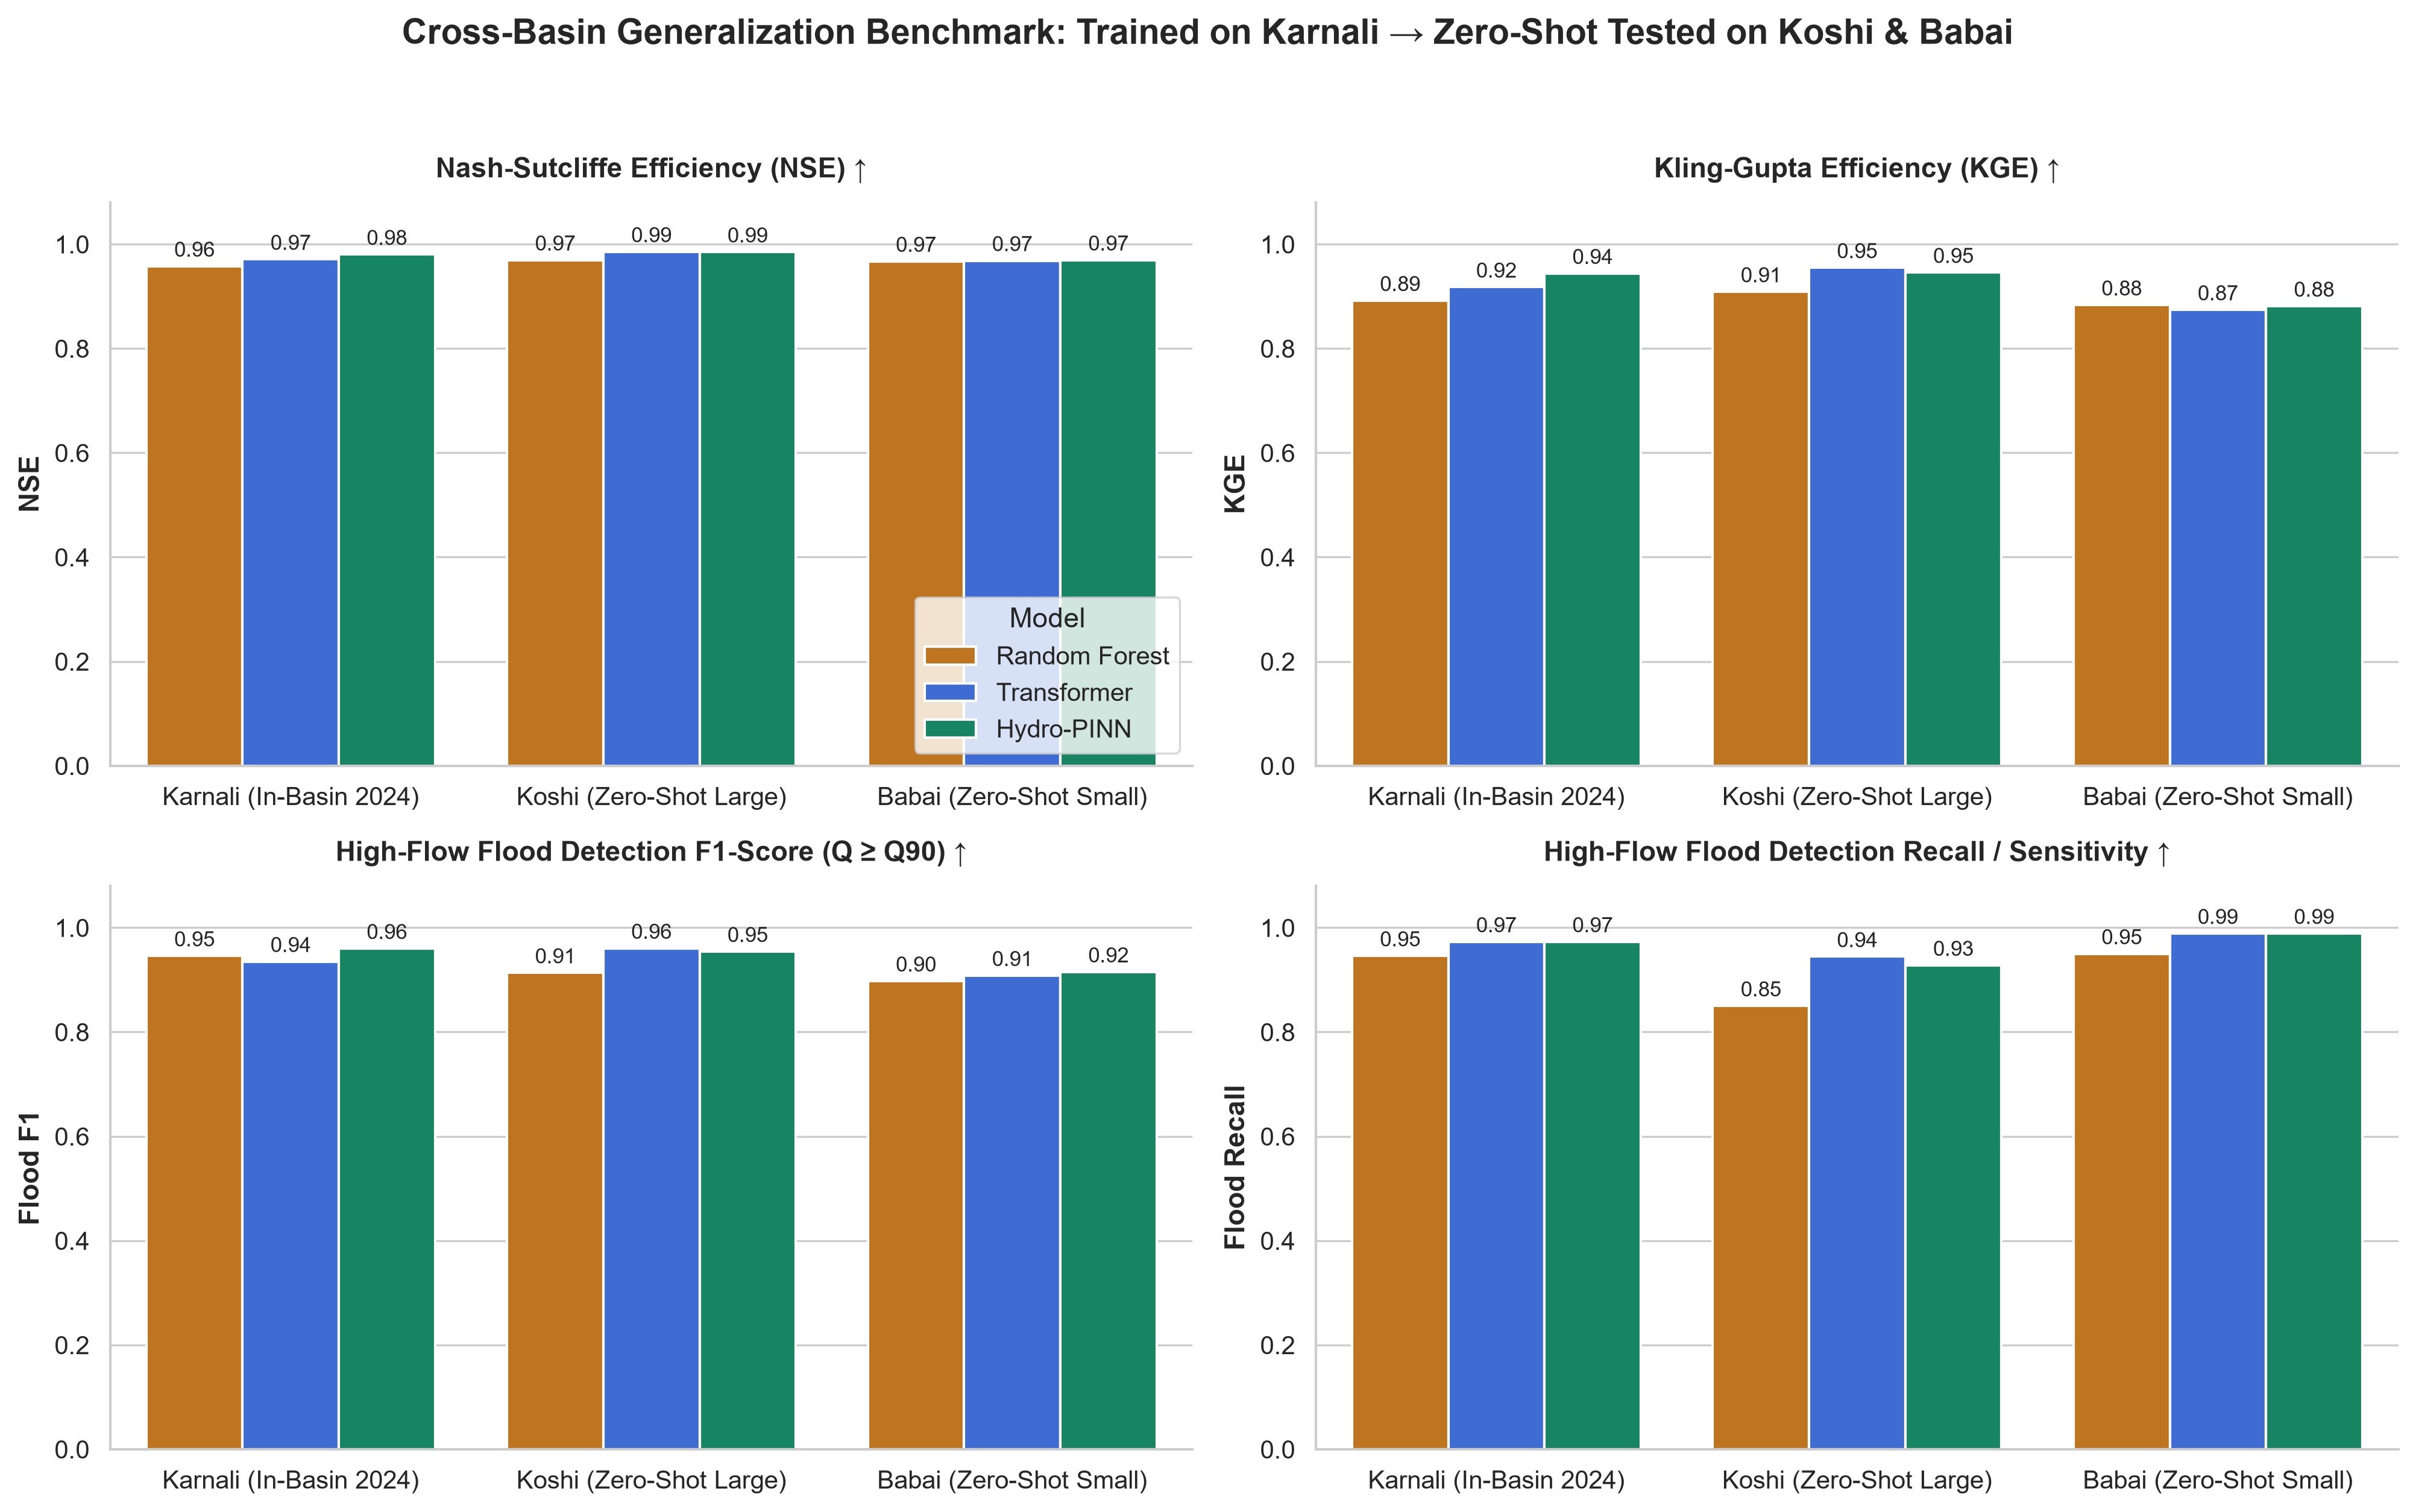 Cross-Basin Generalization Benchmark: Trained on Karnali → Zero-Shot Tested on Koshi & Babai
Nash-Sutcliffe Efficiency (NSE) ↑
NSE
1.0
0.8
0.6
0.4
0.2
0.0
0.96 0.97 0.98 0.97 0.99 0.99 0.97 0.97 0.97
Model
Random Forest
Transformer
Hydro-PINN
Karnali (In-Basin 2024) Koshi (Zero-Shot Large) Babai (Zero-Shot Small)
Kling-Gupta Efficiency (KGE) ↑
KGE
1.0
0.8
0.6
0.4
0.2
0.0
0.89 0.92 0.94 0.91 0.95 0.95 0.88 0.87 0.88
Karnali (In-Basin 2024) Koshi (Zero-Shot Large) Babai (Zero-Shot Small)
High-Flow Flood Detection F1-Score (Q ≥ Q90) ↑
Flood F1
1.0
0.8
0.6
0.4
0.2
0.0
0.95 0.94 0.96 0.91 0.96 0.95 0.90 0.91 0.92
Karnali (In-Basin 2024) Koshi (Zero-Shot Large) Babai (Zero-Shot Small)
High-Flow Flood Detection Recall / Sensitivity ↑
Flood Recall
1.0
0.8
0.6
0.4
0.2
0.0
0.95 0.97 0.97 0.85 0.94 0.93 0.95 0.99 0.99
Karnali (In-Basin 2024) Koshi (Zero-Shot Large) Babai (Zero-Shot Small)